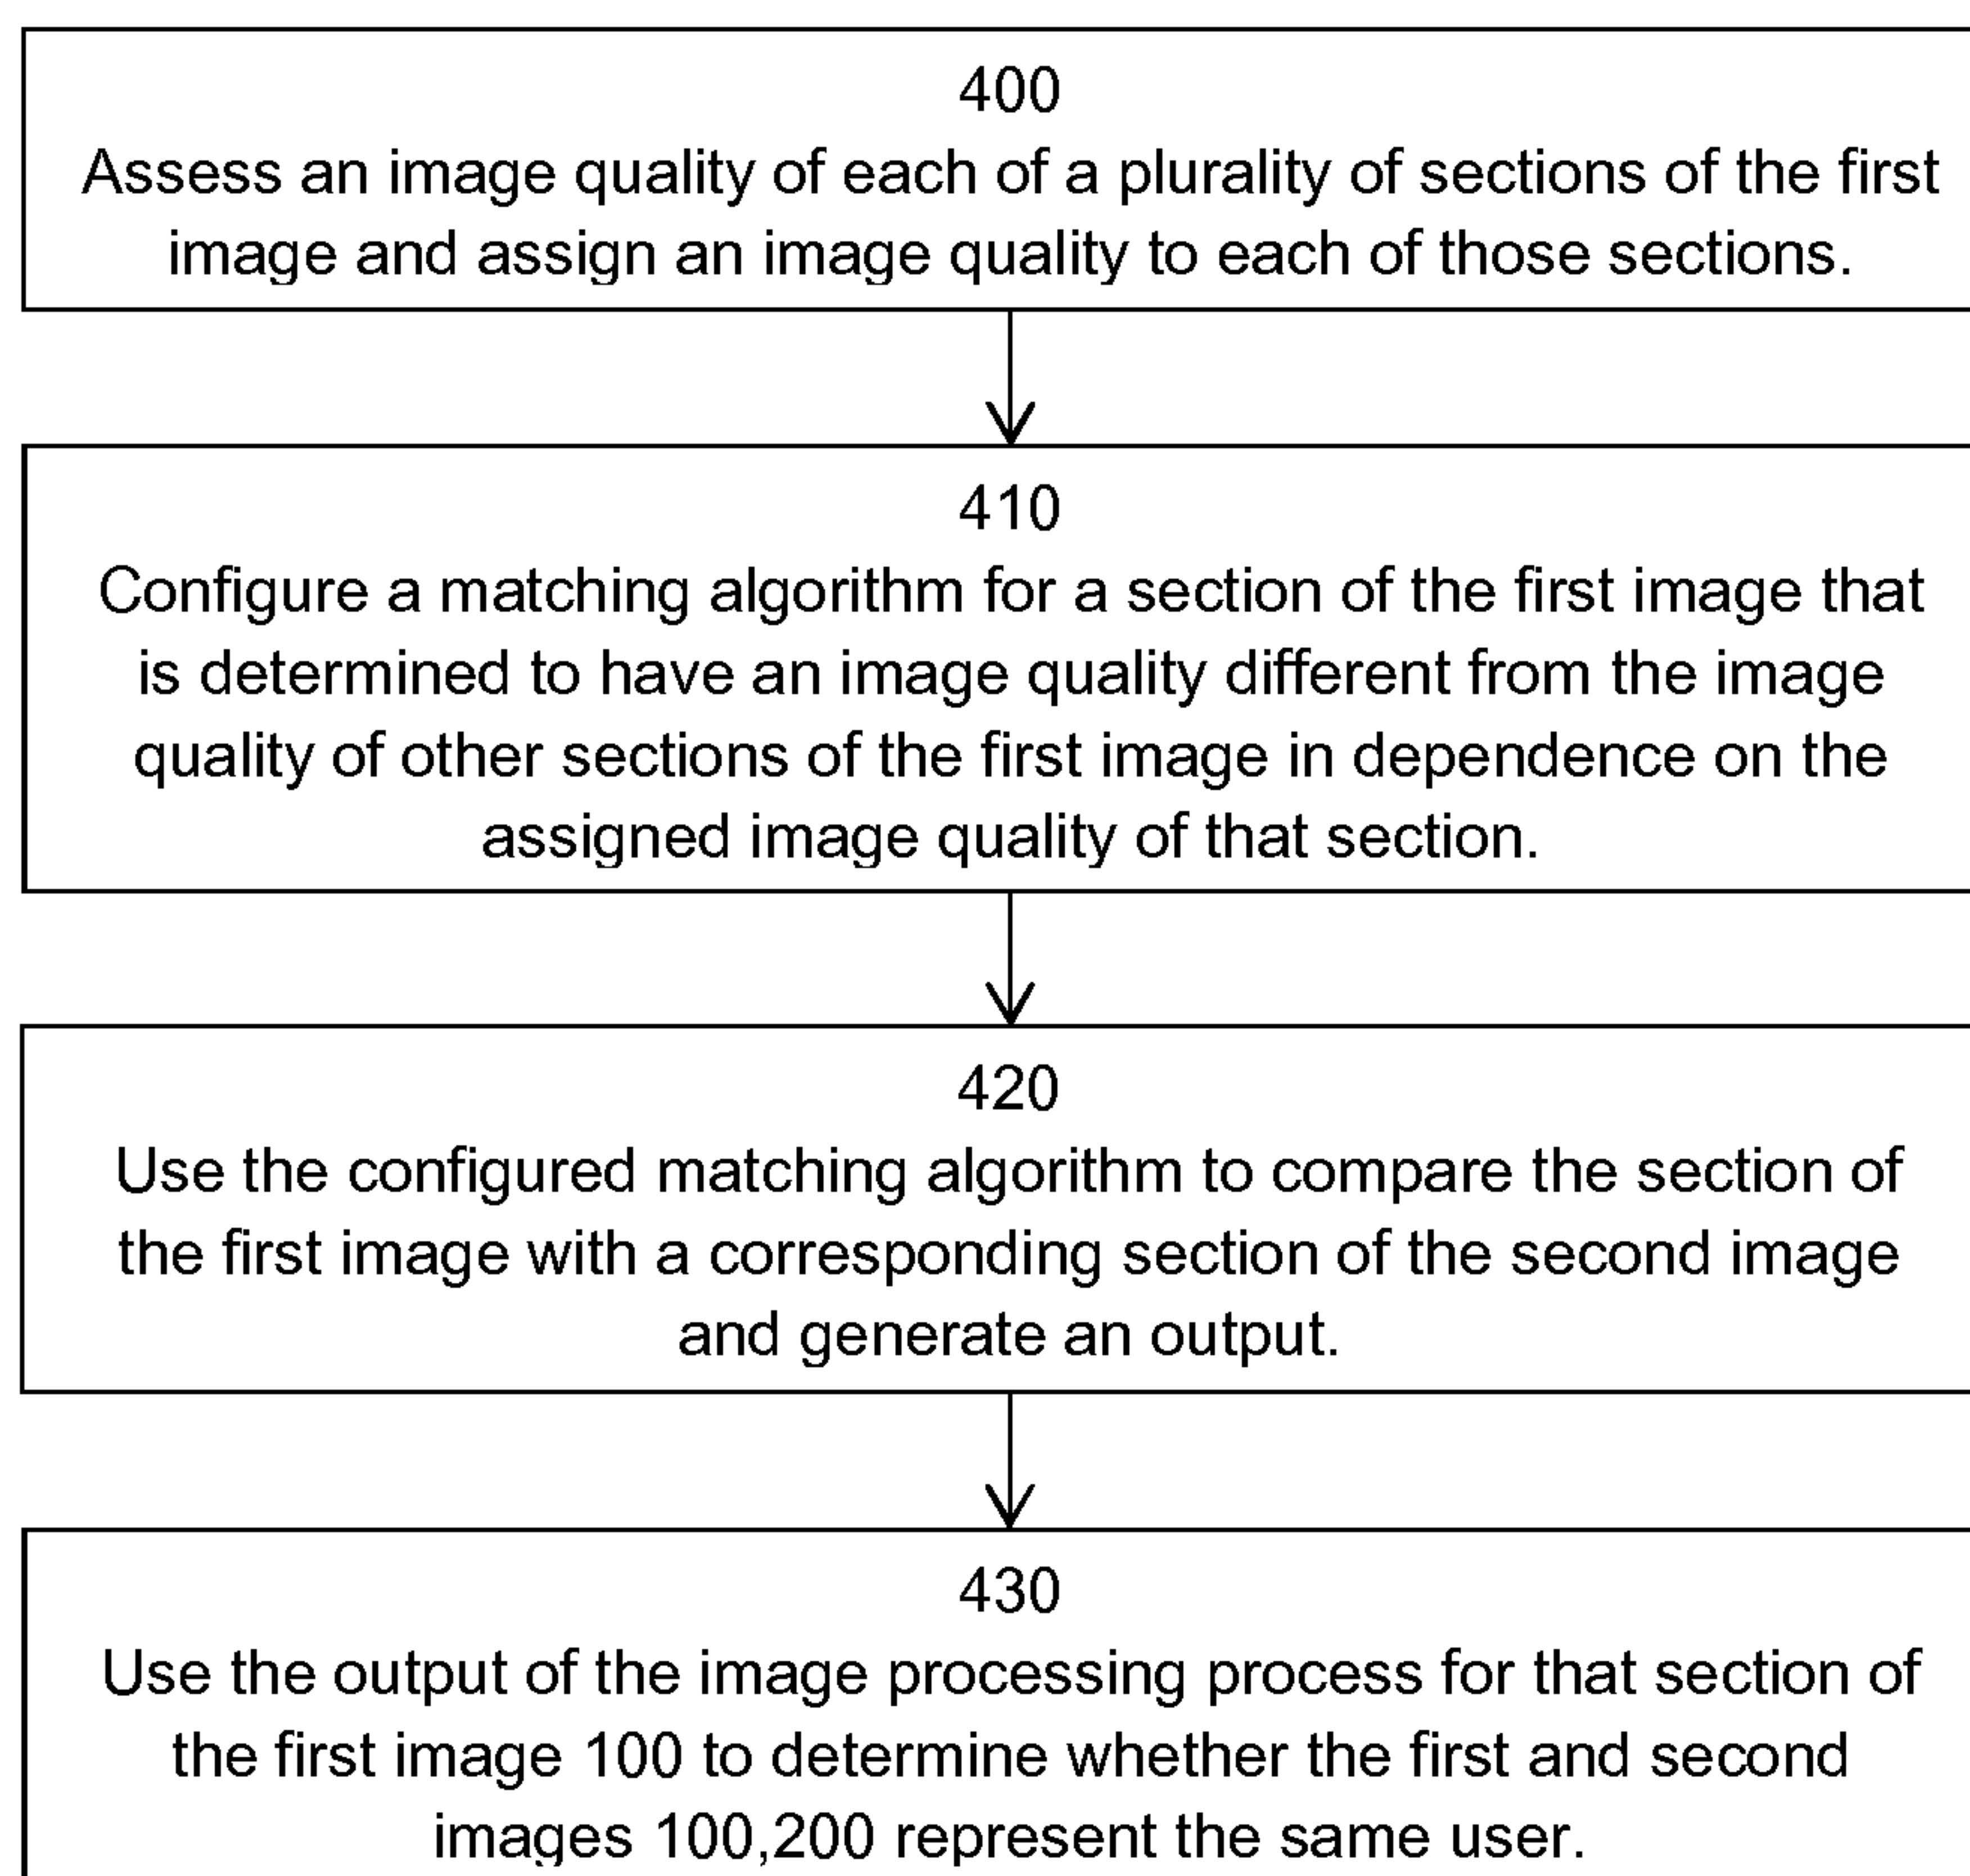 400
Assess an image quality of each of a plurality of sections of the first
image and assign an image quality to each of those sections.
410
Configure a matching algorithm for a section of the first image that
is determined to have an image quality different from the image
quality of other sections of the first image in dependence on the
assigned image quality of that section.
420
Use the configured matching algorithm to compare the section of
the first image with a corresponding section of the second image
and generate an output.
430
Use the output of the image processing process for that section of
the first image 100 to determine whether the first and second
images 100,200 represent the same user.